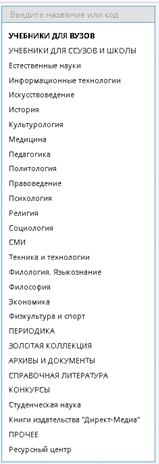 Введите название или код
УЧЕБНИКИ ДЛЯ ВУЗОВ
УЧЕБНИКИ ДЛЯ ССУЗОВ И ШКОЛЫ
Естественные науки
Информационные технологии
Искусствоведение
История
Культурология
Медицина
Педагогика
Политология
Правоведение
Психология
Религия
Социология
СМИ
Техника и технологии
Филология. Языкознание
Философия
Экономика
Физкультура и спорт
ПЕРИОДИКА
ЗОЛОТАЯ КОЛЛЕКЦИЯ
АРХИВЫ И ДОКУМЕНТЫ
СПРАВОЧНАЯ ЛИТЕРАТУРА
КОНКУРСЫ
Студенческая наука
Книги издательства "Директ-Медиа"
ПРОЧЕЕ
Ресурсный центр